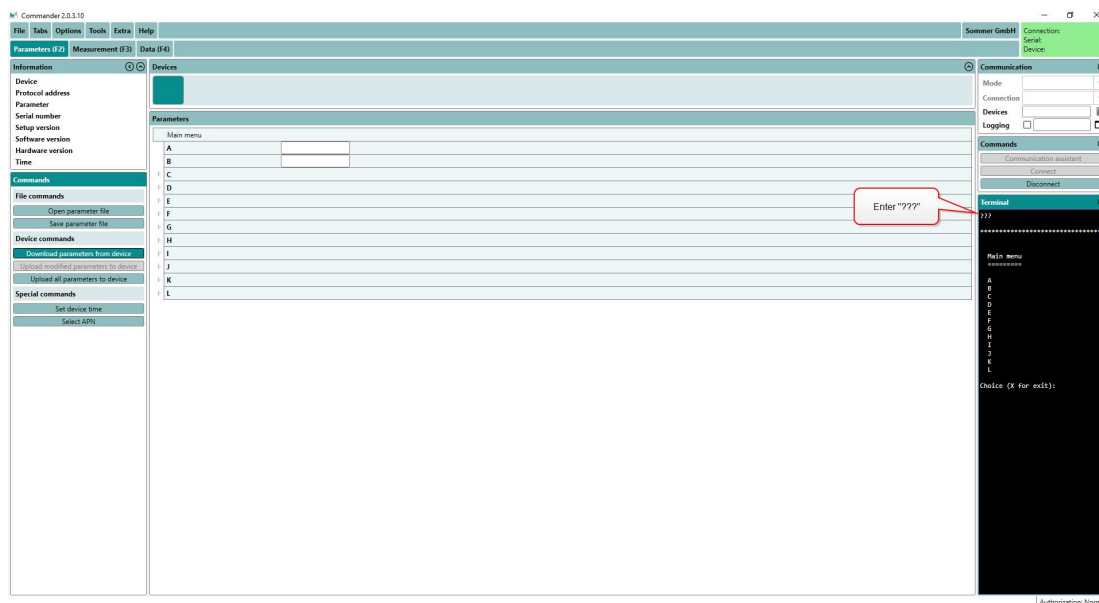 Commander 2.0.3.10
File Tabs Options Tools Extra Help
Sommer GmbH
Connection:
Serial:
Device:
Parameters (F2) Measurement (F3) Data (F4)
Information
Device
Protocol address
Parameter
Serial number
Setup version
Software version
Hardware version
Time
Commands
File commands
Open parameter file
Save parameter file
Device commands
Download parameters from device
Upload modified parameters to device
Upload all parameters to device
Special commands
Set device time
Select APN
Devices
Parameters
Main menu
A
B
C
D
E
F
G
H
I
J
K
L
Enter "???"
Communication
Mode
Connection
Devices
Logging
Commands
Communication assistant
Connect
Disconnect
Terminal
???
********************************
Main menu
=========
A
B
C
D
E
F
G
H
I
J
K
L
Choice (X for exit):
Authorization: